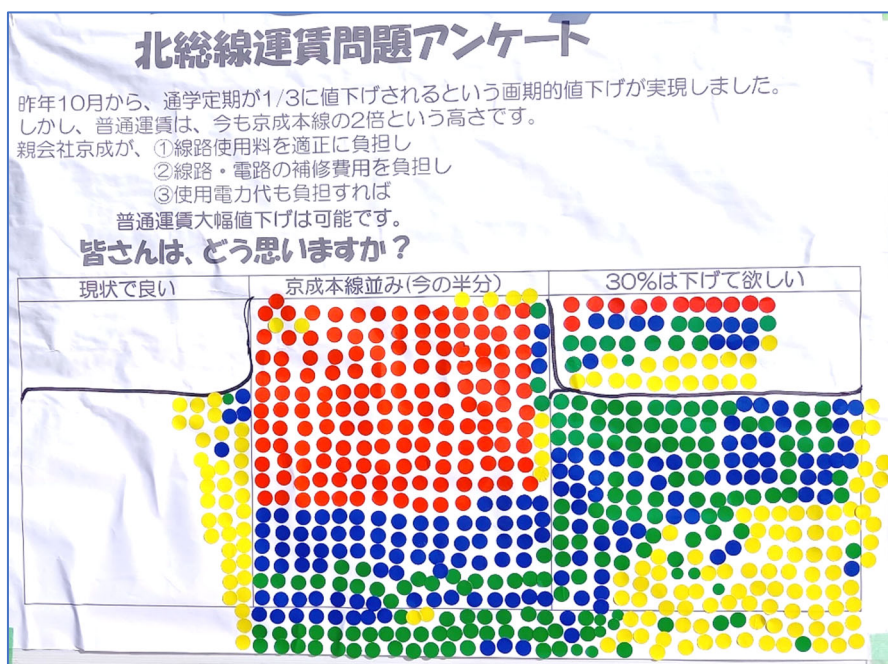 北総線運賃問題アンケート
昨年10月から、通学定期が1/3に値下げされるという画期的値下げが実現しました。
しかし、普通運賃は、今も京成本線の2倍という高さです。
親会社京成が、①線路使用料を適正に負担し
②線路・電路の補修費用を負担し
③使用電力代も負担すれば
普通運賃大幅値下げは可能です。
皆さんは、どう思いますか？
現状で良い 京成本線並み(今の半分) 30%は下げて欲しい